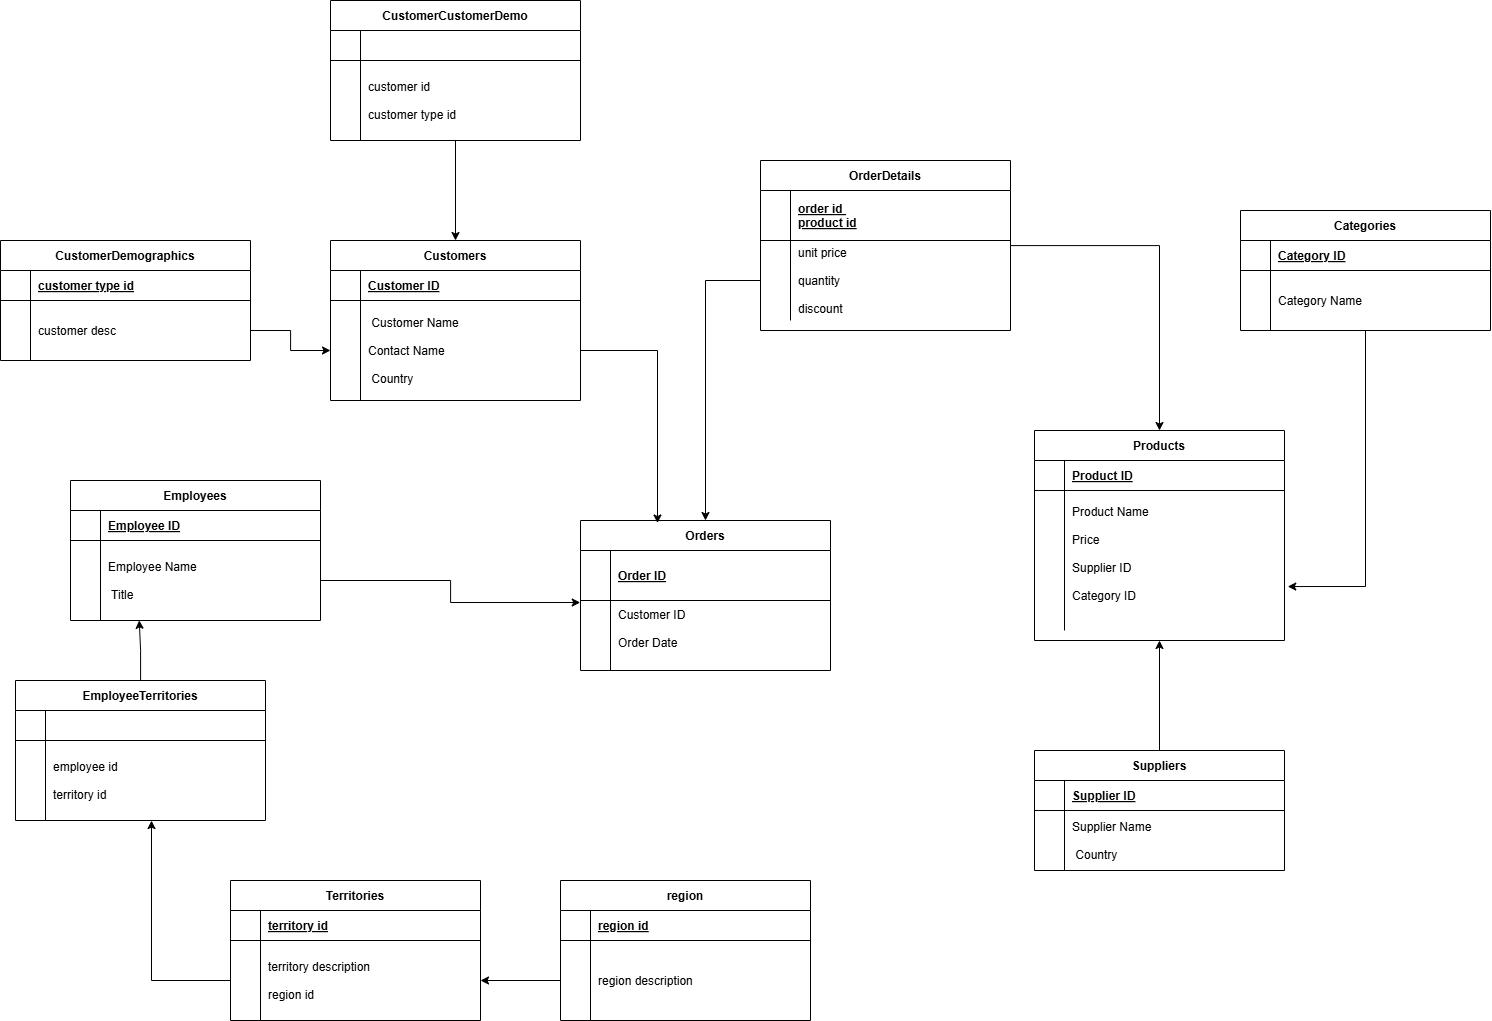 CustomerCustomerDemo
customer id
customer type id
OrderDetails
order id
product id
unit price
quantity
discount
Categories
Category ID
Category Name
CustomerDemographics
customer type id
customer desc
Customers
Customer ID
Customer Name
Contact Name
Country
Products
Product ID
Product Name
Price
Supplier ID
Category ID
Employees
Employee ID
Employee Name
Title
Orders
Order ID
Customer ID
Order Date
EmployeeTerritories
employee id
territory id
Suppliers
Supplier ID
Supplier Name
Country
Territories
territory id
territory description
region id
region
region id
region description